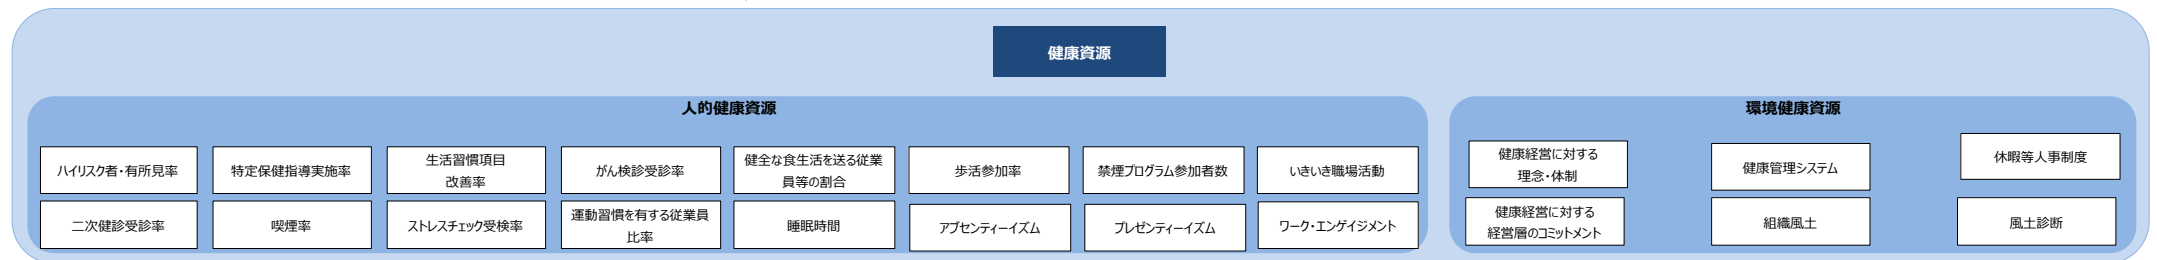 健康資源
人的健康資源
ハイリスク者・有所見率
特定保健指導実施率
生活習慣項目
改善率
がん検診受診率
健全な食生活を送る従業
員等の割合
歩活参加率
禁煙プログラム参加者数
いきいき職場活動
二次健診受診率
喫煙率
ストレスチェック受検率
運動習慣を有する従業員
比率
睡眠時間
アブセンティーイズム
プレゼンティーイズム
ワーク・エンゲイジメント
環境健康資源
健康経営に対する
理念・体制
健康管理システム
休暇等人事制度
健康経営に対する
経営層のコミットメント
組織風土
風土診断